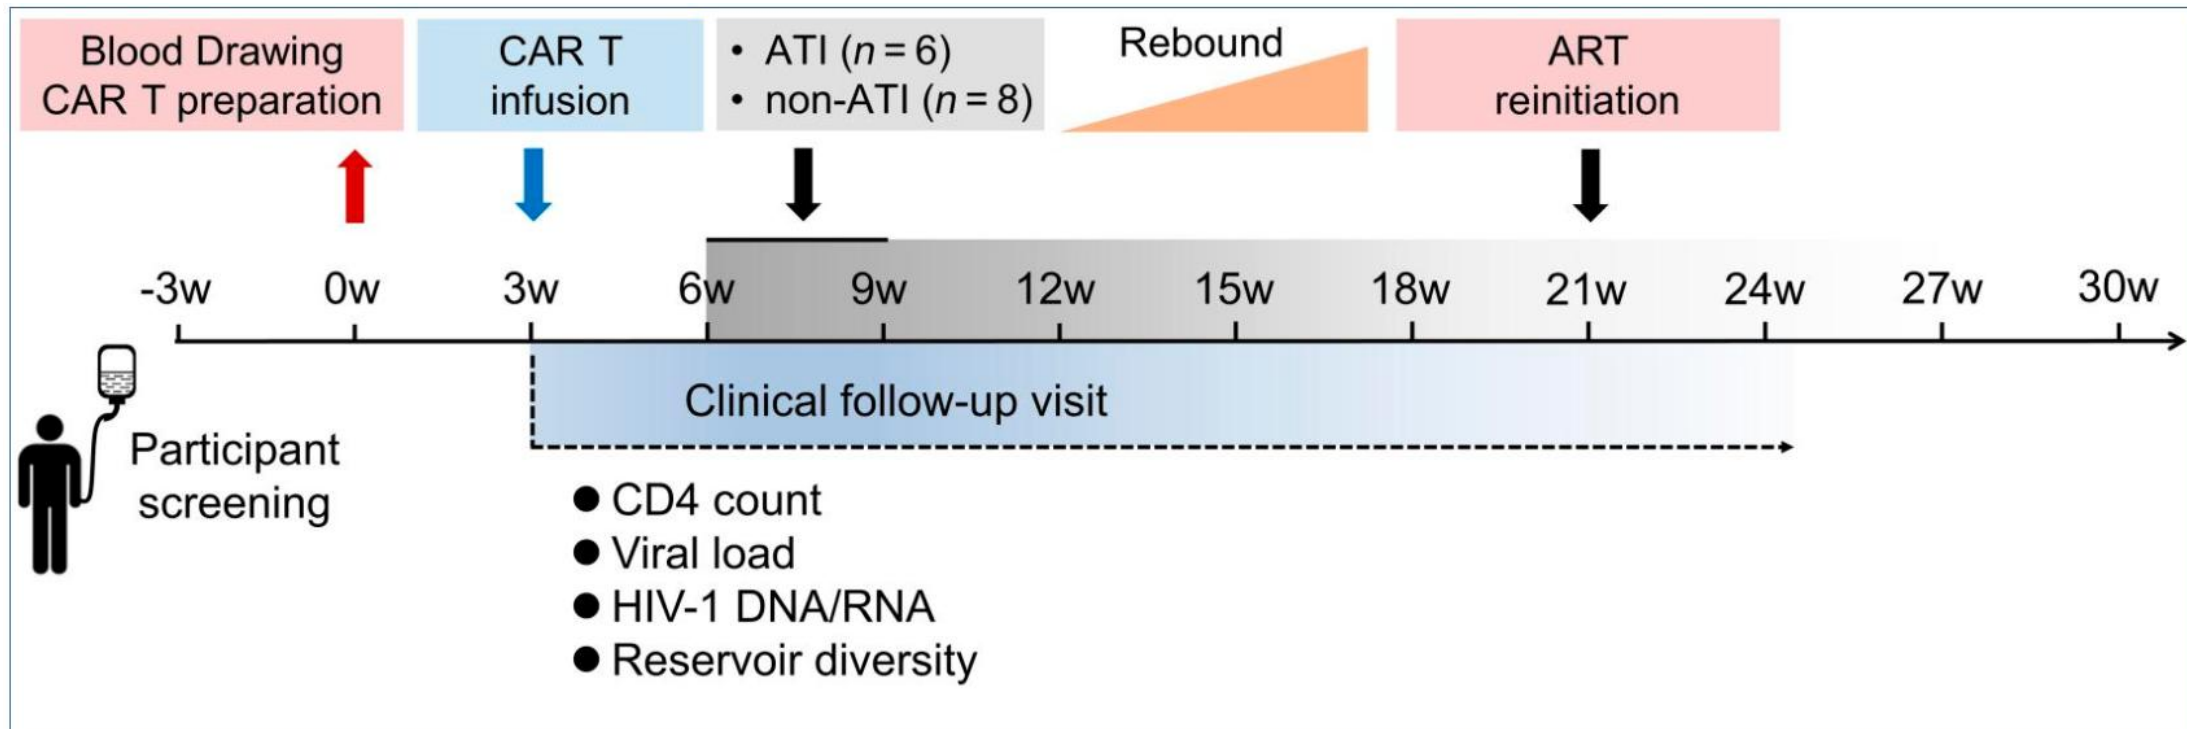 Blood Drawing
CAR T preparation
CAR T
infusion
• ATI (n = 6)
• non-ATI (n = 8)
Rebound
ART
reinitiation
-3w 0w 3w 6w 9w 12w 15w 18w 21w 24w 27w 30w
Clinical follow-up visit
Participant
screening
● CD4 count
● Viral load
● HIV-1 DNA/RNA
● Reservoir diversity